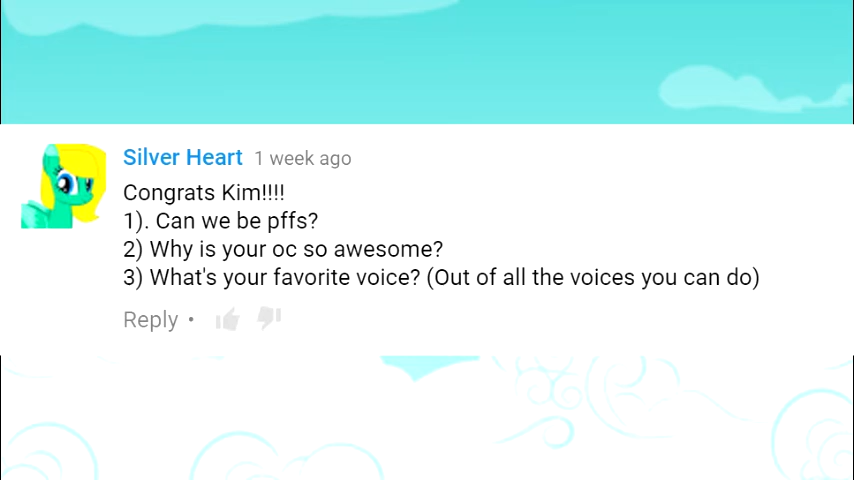 Silver Heart 1 week ago
Congrats Kim!!!!
1). Can we be pffs?
2) Why is your oc so awesome?
3) What's your favorite voice? (Out of all the voices you can do)
Reply •